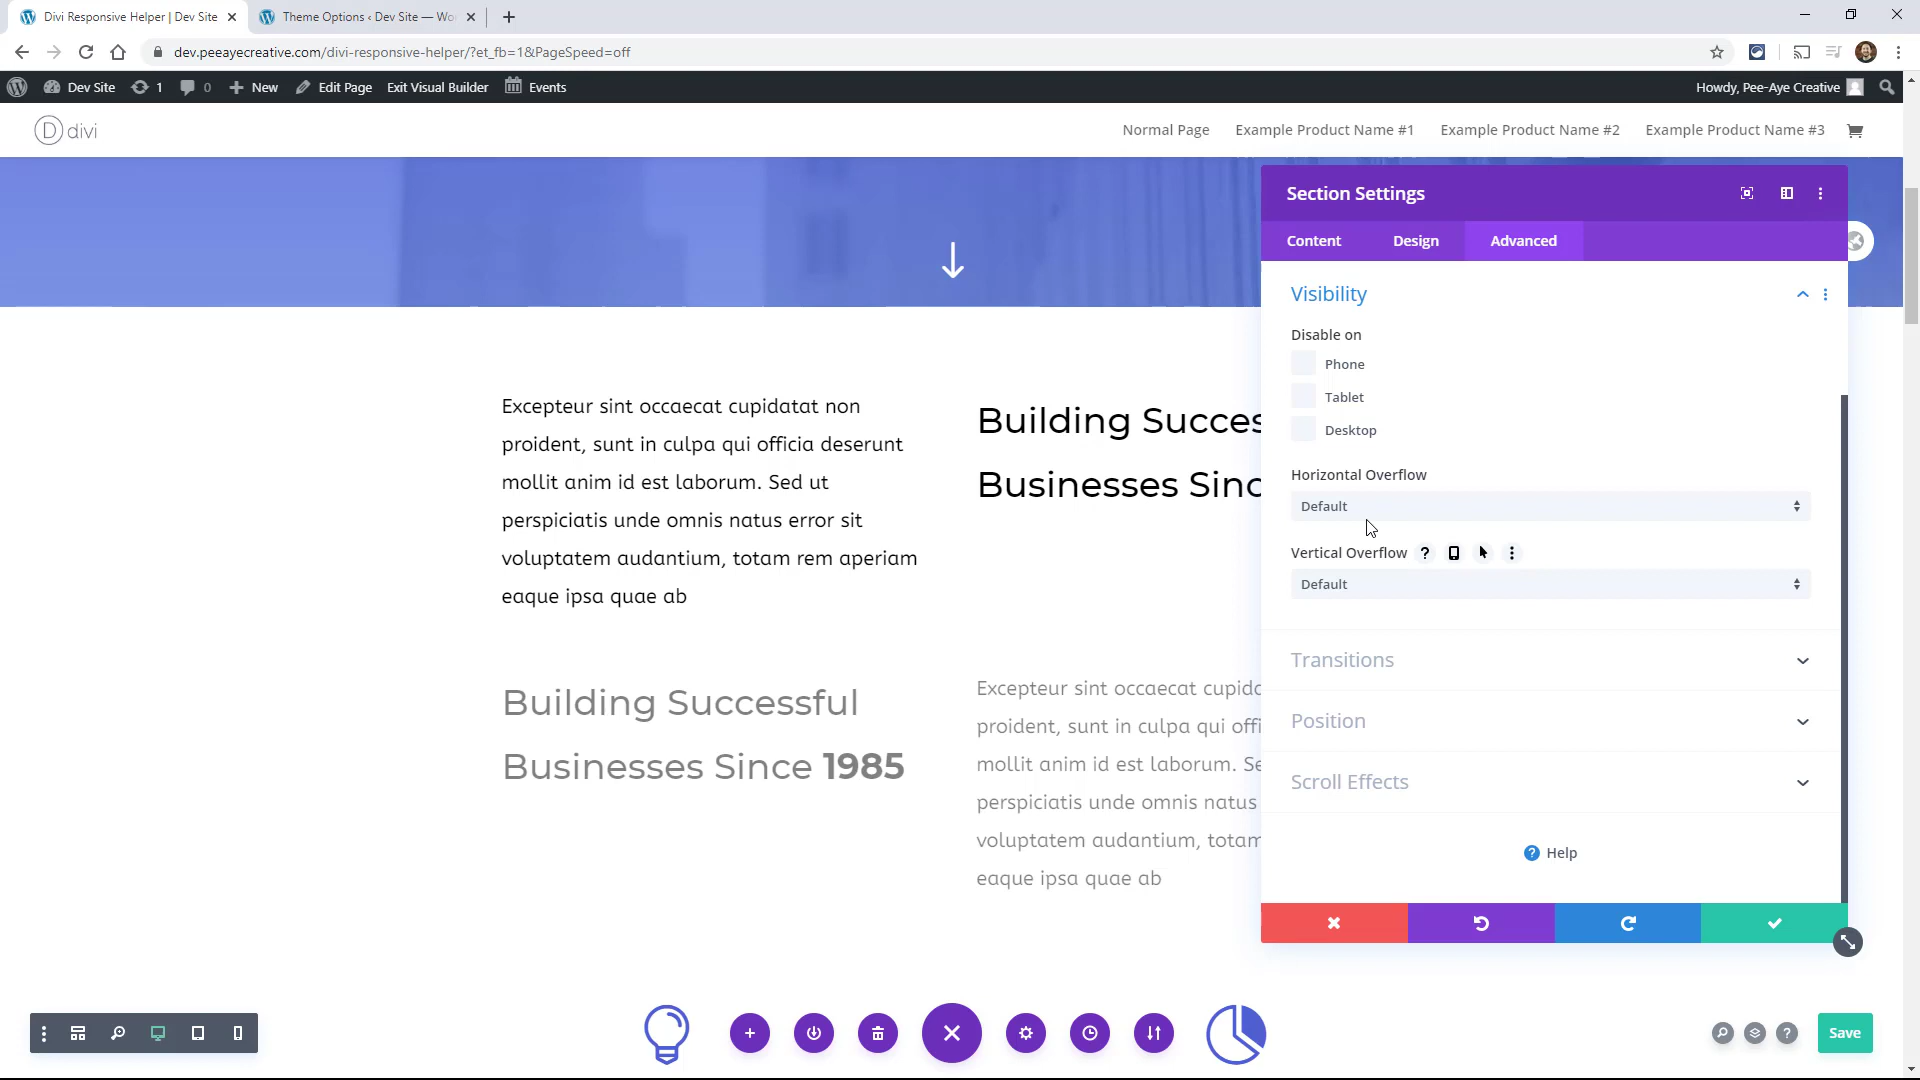 Divi Responsive Helper | Dev Site
Theme Options ‹ Dev Site — Wo
dev.peeayecreative.com/divi-responsive-helper/?et_fb=1&PageSpeed=off
Dev Site
1
0
New
Edit Page
Exit Visual Builder
Events
Howdy, Pee-Aye Creative
D divi
Normal Page
Example Product Name #1
Example Product Name #2
Example Product Name #3
Section Settings
Content
Design
Advanced
Visibility
Disable on
Phone
Tablet
Desktop
Horizontal Overflow
Default
Vertical Overflow ?
Default
Transitions
Position
Scroll Effects
? Help
Excepteur sint occaecat cupidatat non
proident, sunt in culpa qui officia deserunt
mollit anim id est laborum. Sed ut
perspiciatis unde omnis natus error sit
voluptatem audantium, totam rem aperiam
eaque ipsa quae ab
Building Succes
Businesses Sinc
Building Successful
Businesses Since 1985
Excepteur sint occaecat cupida
proident, sunt in culpa qui offi
mollit anim id est laborum. Se
perspiciatis unde omnis natus
voluptatem audantium, totam
eaque ipsa quae ab
?
Save